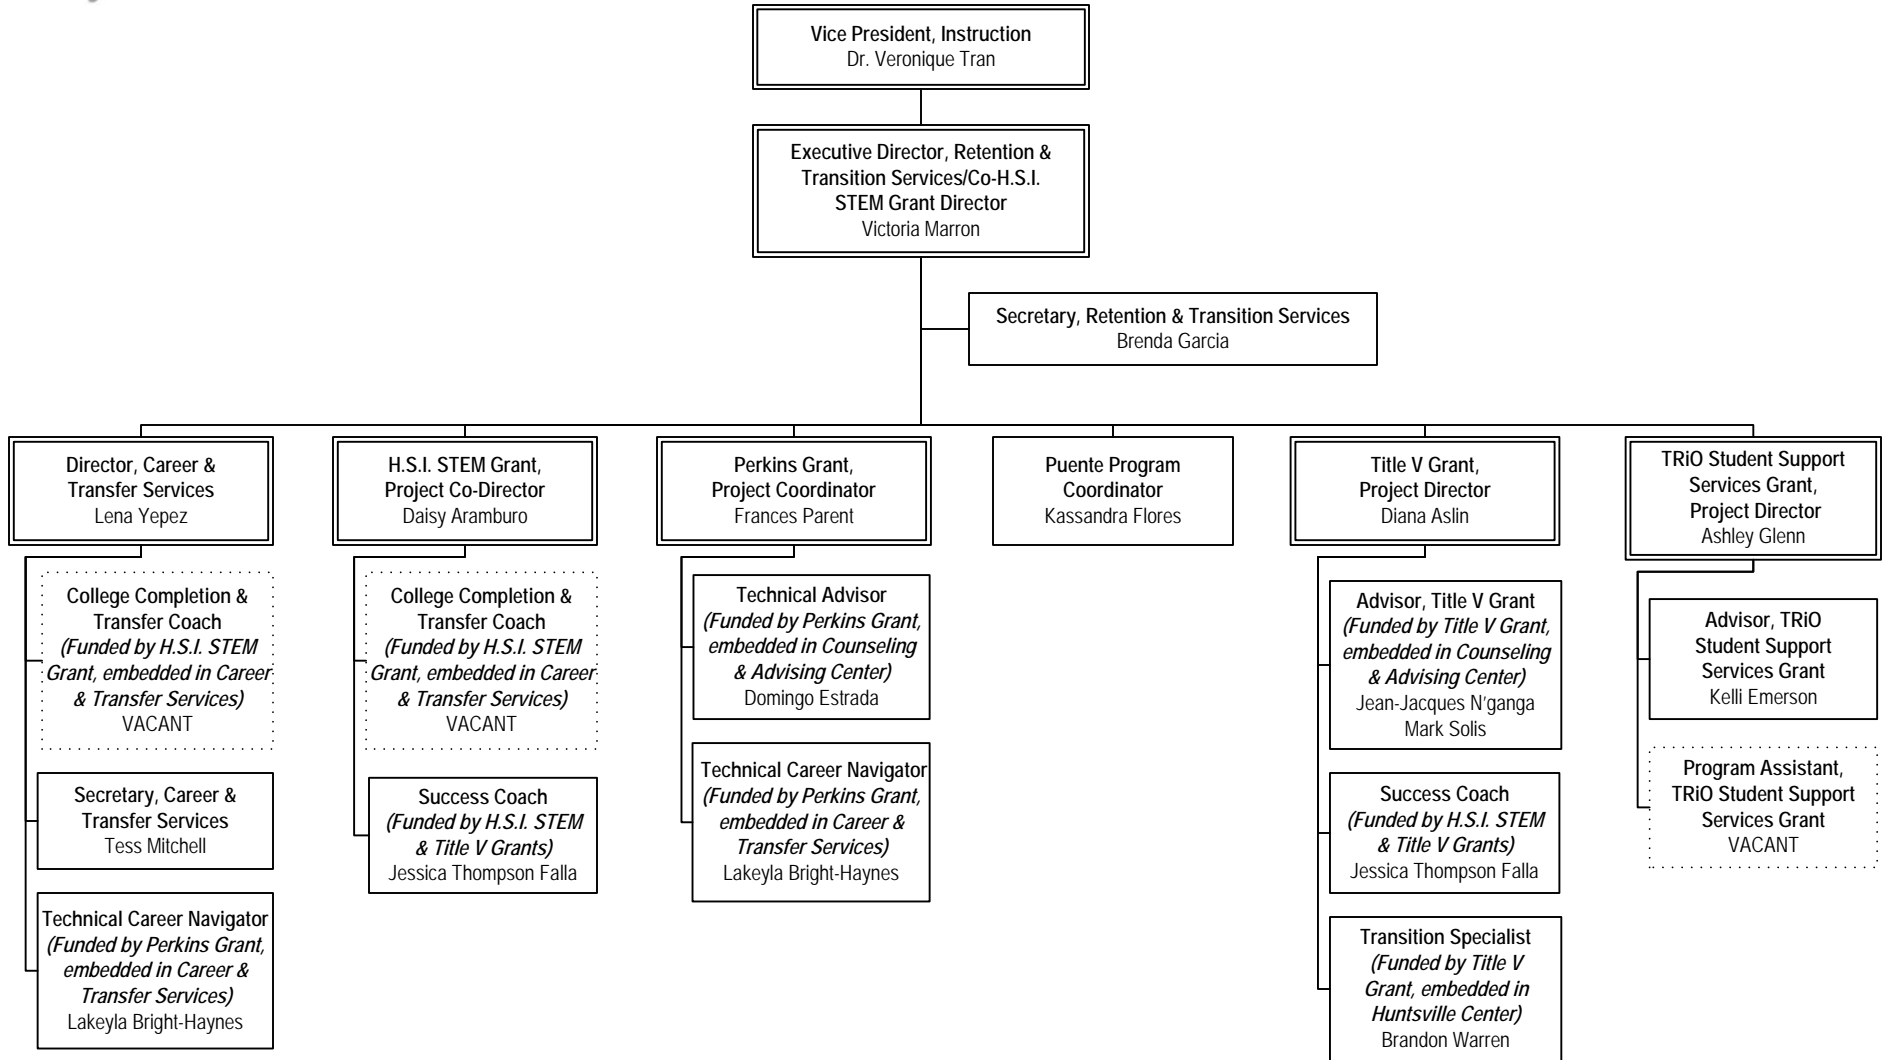 Vice President, Instruction
Dr. Veronique Tran
Executive Director, Retention &
Transition Services/Co-H.S.I.
STEM Grant Director
Victoria Marron
Secretary, Retention & Transition Services
Brenda Garcia
Director, Career &
Transfer Services
Lena Yepez
College Completion &
Transfer Coach
(Funded by H.S.I. STEM
Grant, embedded in Career
& Transfer Services)
VACANT
Secretary, Career &
Transfer Services
Tess Mitchell
Technical Career Navigator
(Funded by Perkins Grant,
embedded in Career &
Transfer Services)
Lakeyla Bright-Haynes
H.S.I. STEM Grant,
Project Co-Director
Daisy Aramburo
College Completion &
Transfer Coach
(Funded by H.S.I. STEM
Grant, embedded in Career
& Transfer Services)
VACANT
Success Coach
(Funded by H.S.I. STEM
& Title V Grants)
Jessica Thompson Falla
Perkins Grant,
Project Coordinator
Frances Parent
Technical Advisor
(Funded by Perkins Grant,
embedded in Counseling
& Advising Center)
Domingo Estrada
Technical Career Navigator
(Funded by Perkins Grant,
embedded in Career &
Transfer Services)
Lakeyla Bright-Haynes
Puente Program
Coordinator
Kassandra Flores
Title V Grant,
Project Director
Diana Aslin
Advisor, Title V Grant
(Funded by Title V Grant,
embedded in Counseling
& Advising Center)
Jean-Jacques N'ganga
Mark Solis
Success Coach
(Funded by H.S.I. STEM
& Title V Grants)
Jessica Thompson Falla
Transition Specialist
(Funded by Title V
Grant, embedded in
Huntsville Center)
Brandon Warren
TRiO Student Support
Services Grant,
Project Director
Ashley Glenn
Advisor, TRiO
Student Support
Services Grant
Kelli Emerson
Program Assistant,
TRiO Student Support
Services Grant
VACANT